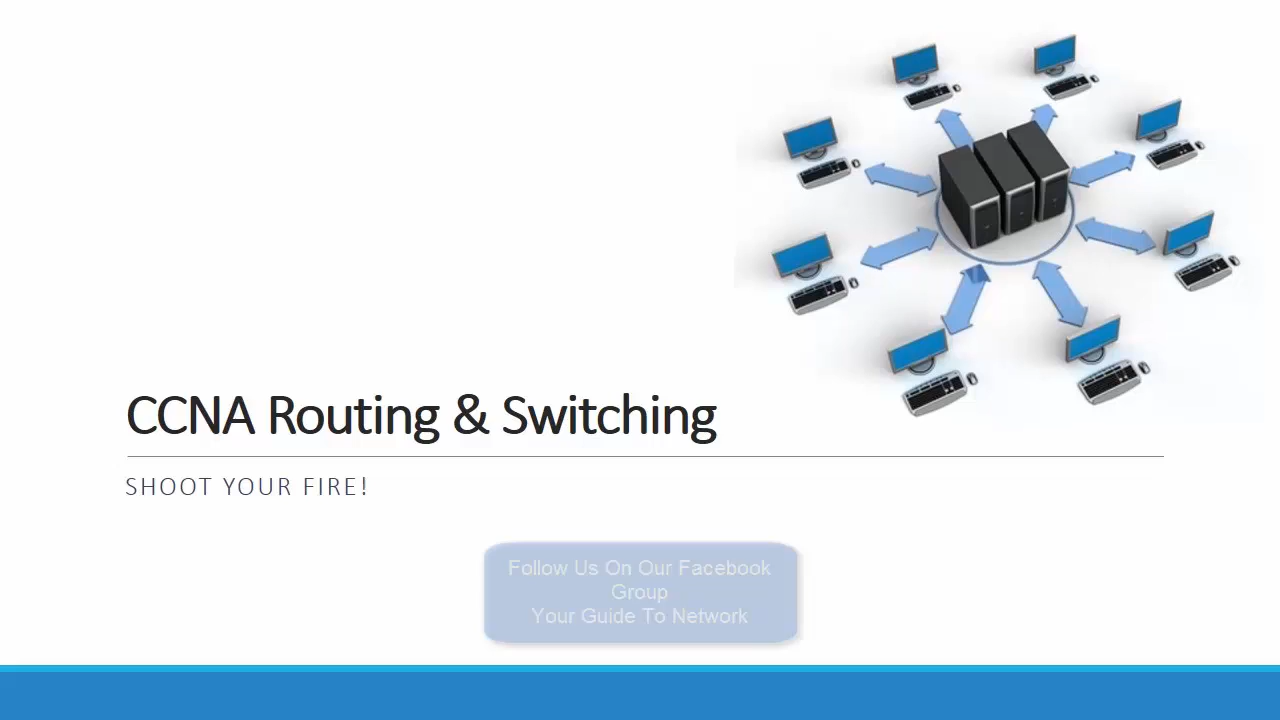 CCNA Routing & Switching
SHOOT YOUR FIRE!
Follow Us On Our Facebook
Group
Your Guide To Network